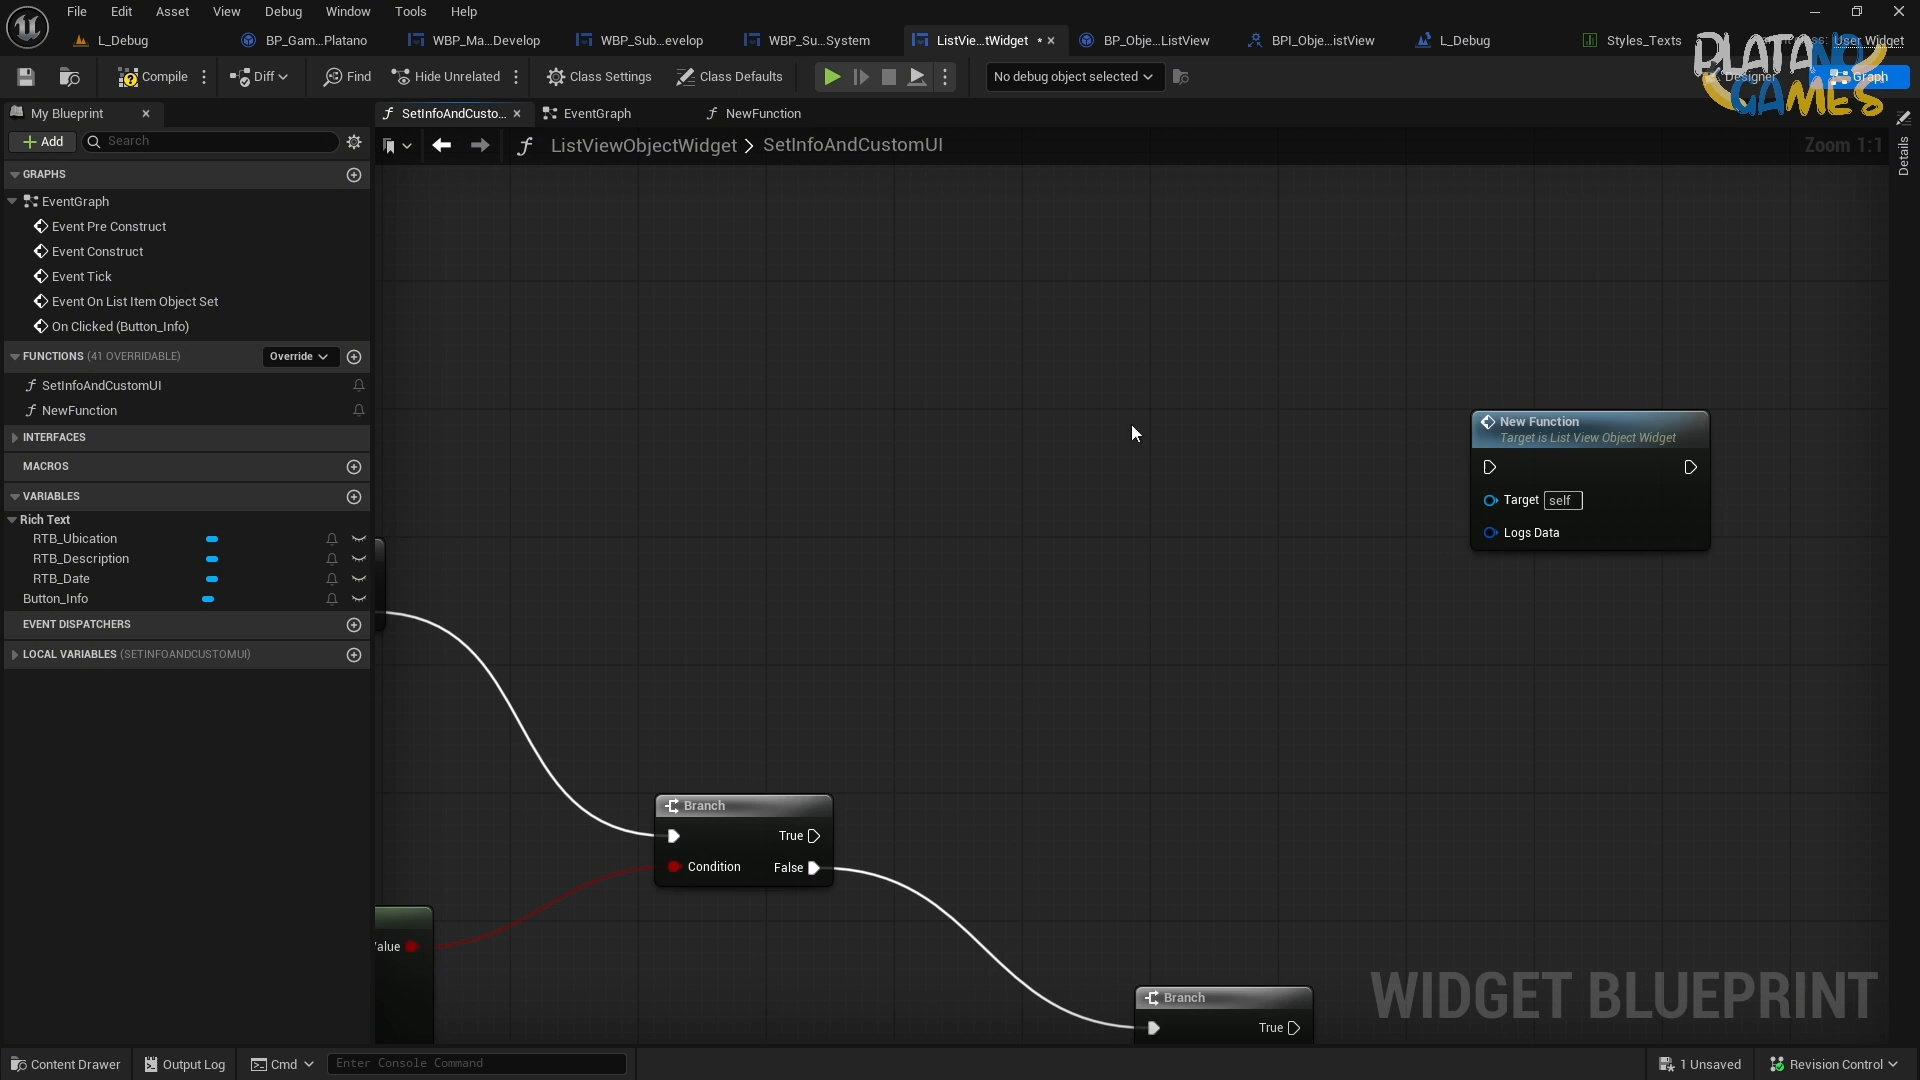 File Edit Asset View Debug Window Tools Help
L_Debug BP_Gam...Platano WBP_Ma...Develop WBP_Sub...evelop WBP_Su...System ListVie...tWidget BP_Obje...ListView BPI_Obje...istView L_Debug Styles_Texts User Widget
Compile Diff Find Hide Unrelated Class Settings Class Defaults No debug object selected Designer Graph
PLATANO
GAMES
My Blueprint SetInfoAndCusto... EventGraph NewFunction
Add Search ListViewObjectWidget > SetInfoAndCustomUI Zoom 1:1
Details
GRAPHS
EventGraph
Event Pre Construct
Event Construct
Event Tick
Event On List Item Object Set
On Clicked (Button_Info)
FUNCTIONS (41 OVERRIDABLE) Override
SetInfoAndCustomUI
NewFunction
INTERFACES
MACROS
VARIABLES
Rich Text
RTB_Ubication
RTB_Description
RTB_Date
Button_Info
EVENT DISPATCHERS
LOCAL VARIABLES (SETINFOANDCUSTOMUI)
New Function
Target is List View Object Widget
Target self
Logs Data
Branch
True
Condition False
alue
Branch
True
WIDGET BLUEPRINT
Content Drawer Output Log Cmd Enter Console Command 1 Unsaved Revision Control